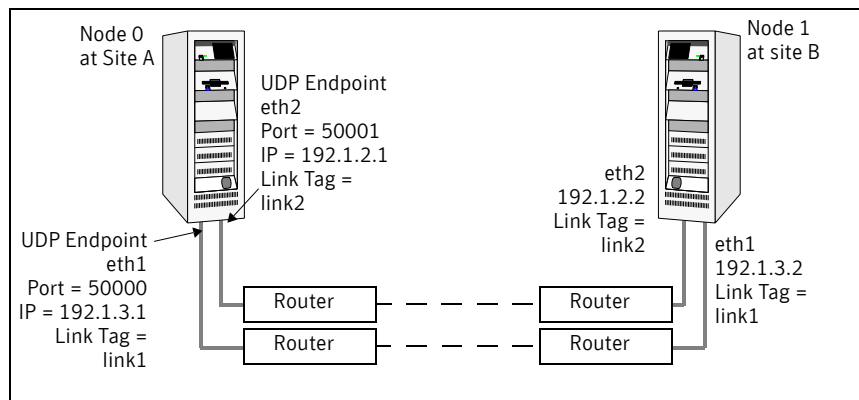 Node 0
at Site A
UDP Endpoint
eth2
Port = 50001
IP = 192.1.2.1
Link Tag =
link2
UDP Endpoint
eth1
Port = 50000
IP = 192.1.3.1
Link Tag =
link1
Node 1
at site B
eth2
192.1.2.2
Link Tag =
link2
eth1
192.1.3.2
Link Tag =
link1
Router
Router
Router
Router